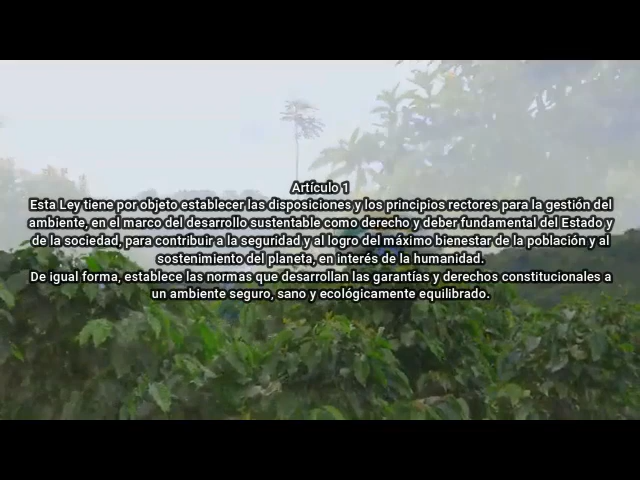 Artículo 1
Esta Ley tiene por objeto establecer las disposiciones y los principios rectores para la gestión del
ambiente, en el marco del desarrollo sustentable como derecho y deber fundamental del Estado y
de la sociedad, para contribuir a la seguridad y al logro del máximo bienestar de la población y al
sostenimiento del planeta, en interés de la humanidad.
De igual forma, establece las normas que desarrollan las garantías y derechos constitucionales a
un ambiente seguro, sano y ecológicamente equilibrado.